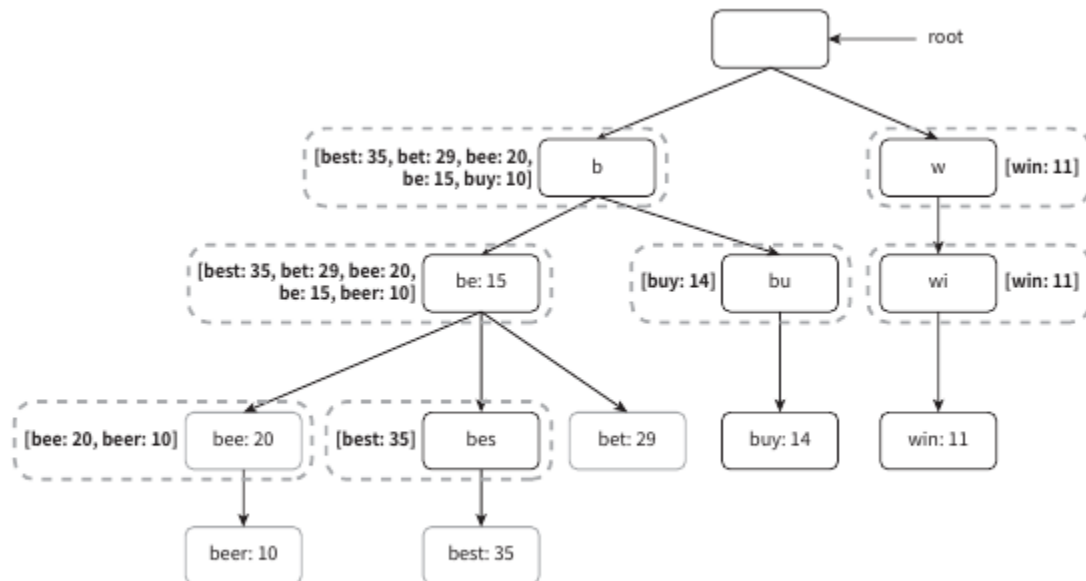 root
[best: 35, bet: 29, bee: 20,
be: 15, buy: 10]
b
w
[win: 11]
[best: 35, bet: 29, bee: 20,
be: 15, beer: 10]
be: 15
[buy: 14]
bu
wi
[win: 11]
[bee: 20, beer: 10]
bee: 20
[best: 35]
bes
bet: 29
buy: 14
win: 11
beer: 10
best: 35